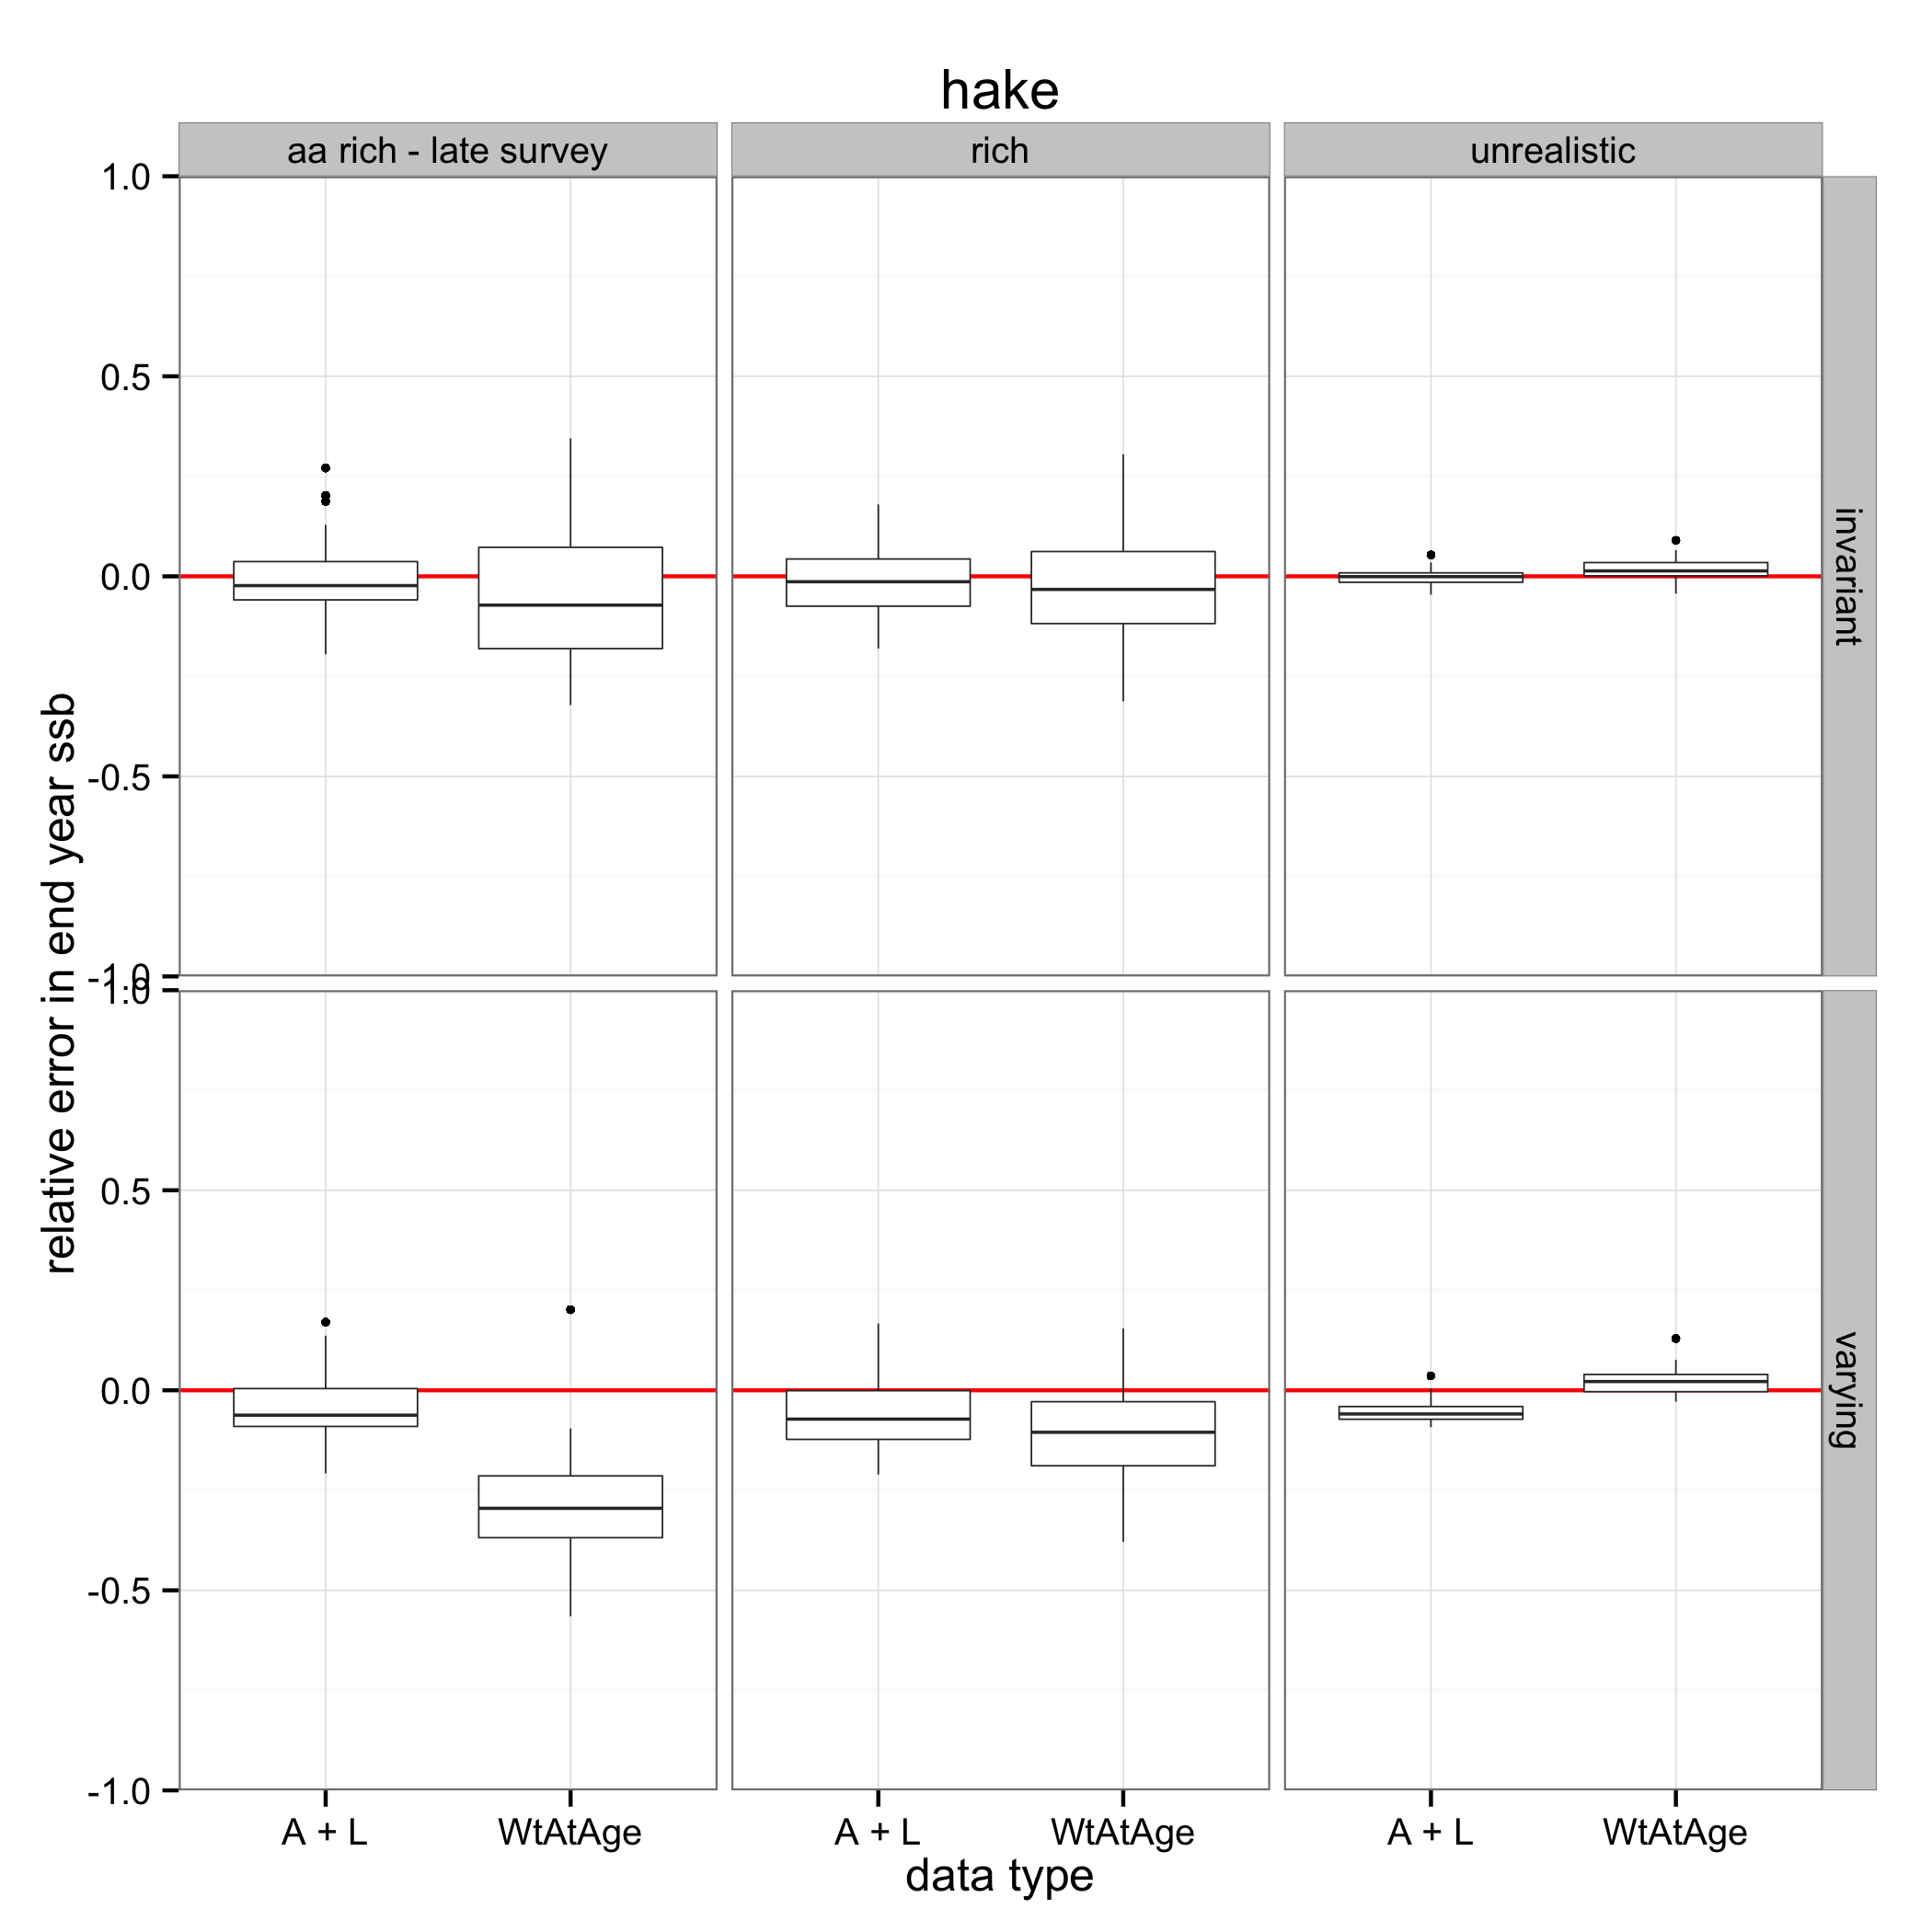 hake
aa rich - late survey
rich
unrealistic
1.0
0.5
0.0
-0.5
-1.0
invariant
relative error in end year ssb
1.0
0.5
0.0
-0.5
-1.0
varying
A + L
WtAtAge
A + L
WtAtAge
A + L
WtAtAge
data type